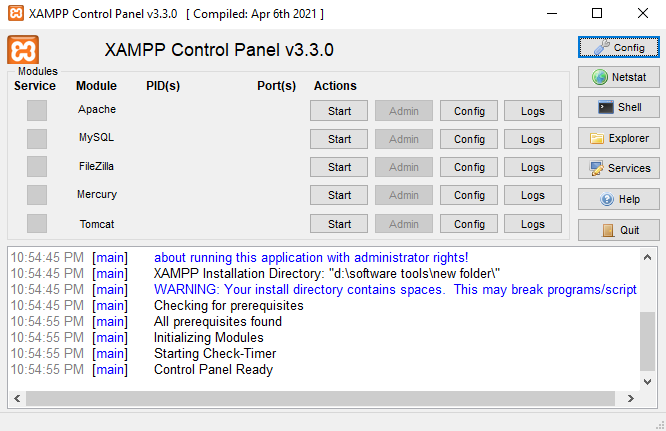 XAMPP Control Panel v3.3.0 [ Compiled: Apr 6th 2021 ]
XAMPP Control Panel v3.3.0
Config
Modules
Netstat
Service Module PID(s) Port(s) Actions
Apache Start Admin Config Logs
Shell
MySQL Start Admin Config Logs
Explorer
FileZilla Start Admin Config Logs
Services
Mercury Start Admin Config Logs
Help
Tomcat Start Admin Config Logs
Quit
10:54:45 PM [main] about running this application with administrator rights!
10:54:45 PM [main] XAMPP Installation Directory: "d:\software tools\new folder\"
10:54:45 PM [main] WARNING: Your install directory contains spaces. This may break programs/script
10:54:45 PM [main] Checking for prerequisites
10:54:55 PM [main] All prerequisites found
10:54:55 PM [main] Initializing Modules
10:54:55 PM [main] Starting Check-Timer
10:54:55 PM [main] Control Panel Ready